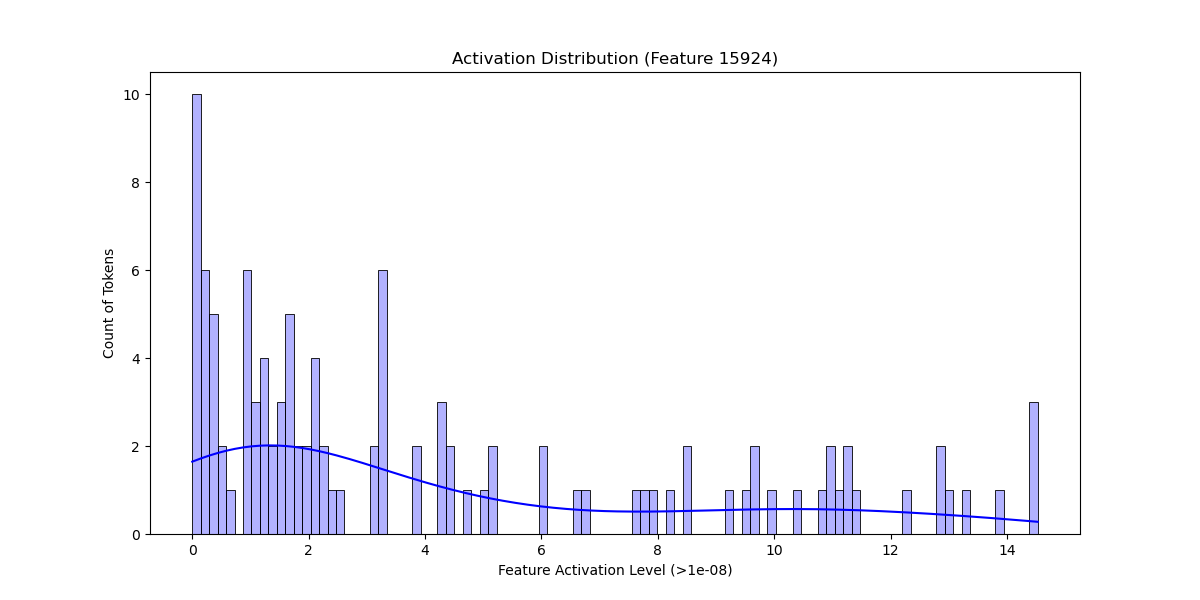 Activation Distribution (Feature 15924)
Count of Tokens
10
8
6
4
2
0
0 2 4 6 8 10 12 14
Feature Activation Level (>1e-08)